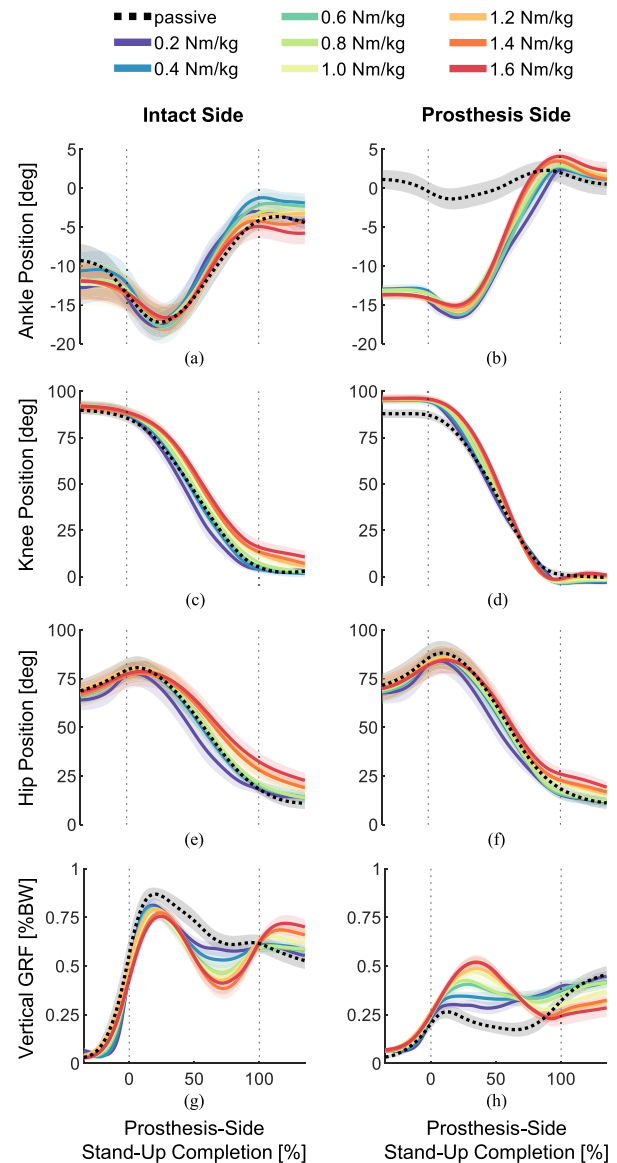 passive 0.6 Nm/kg 1.2 Nm/kg
0.2 Nm/kg 0.8 Nm/kg 1.4 Nm/kg
0.4 Nm/kg 1.0 Nm/kg 1.6 Nm/kg
Intact Side Prosthesis Side
Ankle Position [deg]
5 5
0 0
-5 -5
-10 -10
-15 -15
-20 -20
(a) (b)
Knee Position [deg]
100 100
75 75
50 50
25 25
0 0
(c) (d)
Hip Position [deg]
100 100
75 75
50 50
25 25
0 0
(e) (f)
Vertical GRF [%BW]
1 1
0.75 0.75
0.5 0.5
0.25 0.25
0 0
0 50 100 0 50 100
(g) (h)
Prosthesis-Side Prosthesis-Side
Stand-Up Completion [%] Stand-Up Completion [%]